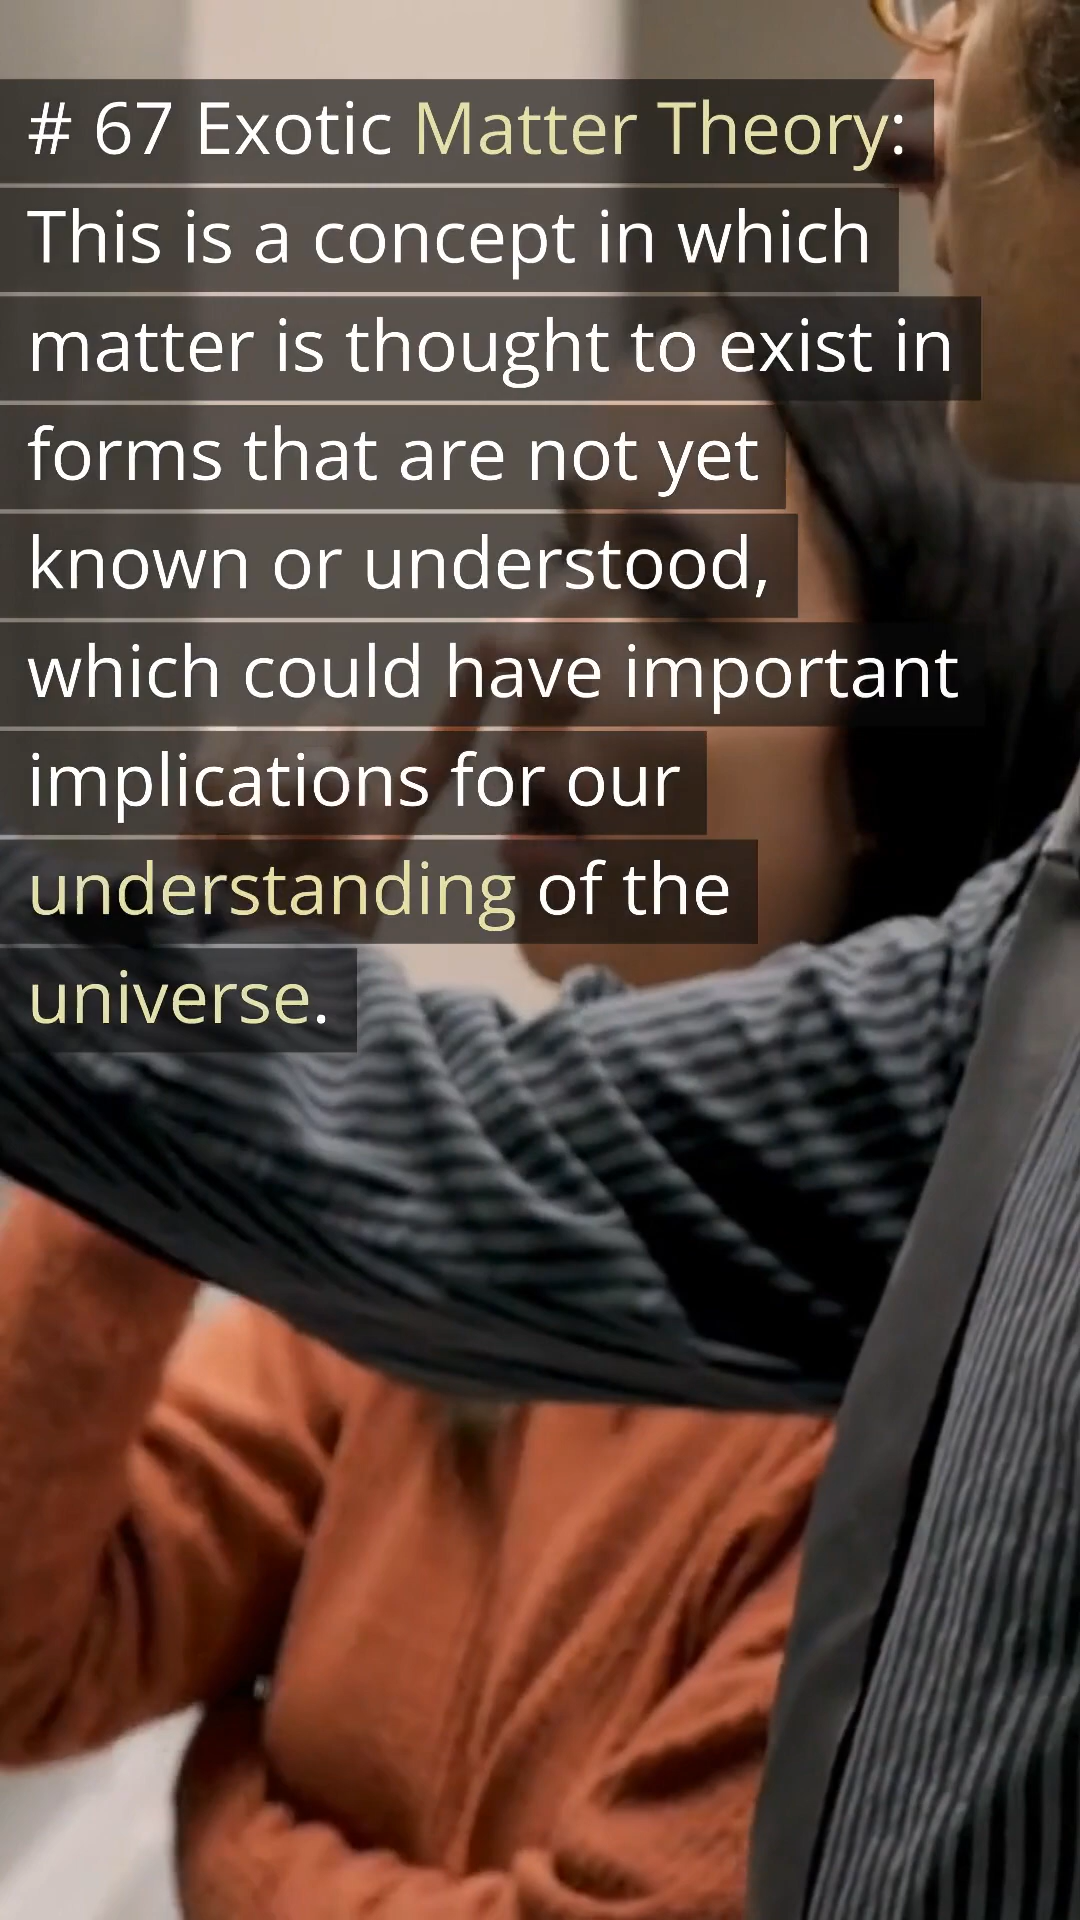 # 67 Exotic Matter Theory:
This is a concept in which
matter is thought to exist in
forms that are not yet
known or understood,
which could have important
implications for our
understanding of the
universe.